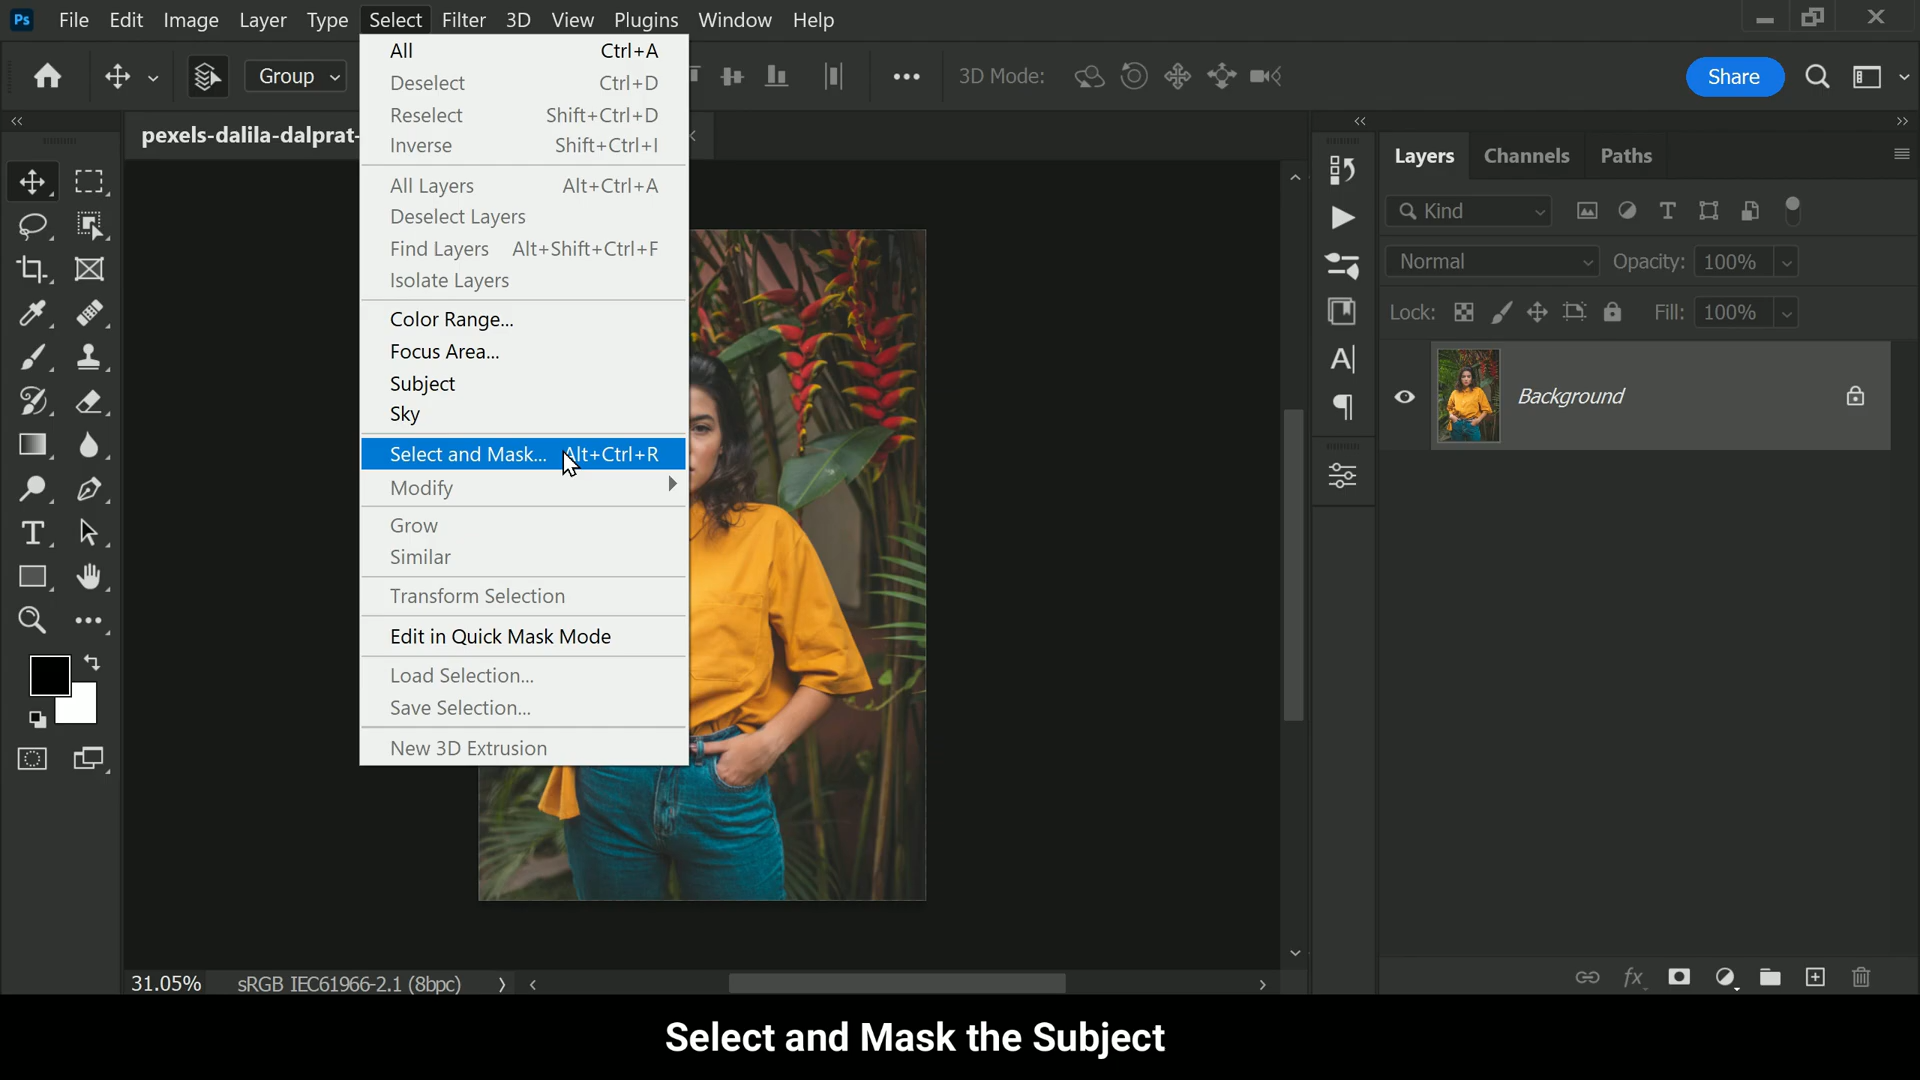 Ps File Edit Image Layer Type Select Filter 3D View Plugins Window Help
Group
3D Mode:
Share
pexels-dalila-dalprat-
All Ctrl+A
Deselect Ctrl+D
Reselect Shift+Ctrl+D
Inverse Shift+Ctrl+I
All Layers Alt+Ctrl+A
Deselect Layers
Find Layers Alt+Shift+Ctrl+F
Isolate Layers
Color Range...
Focus Area...
Subject
Sky
Select and Mask... Alt+Ctrl+R
Modify
Grow
Similar
Transform Selection
Edit in Quick Mask Mode
Load Selection...
Save Selection...
New 3D Extrusion
Layers Channels Paths
Kind
Normal Opacity: 100%
Lock: Fill: 100%
Background
31.05% sRGB IEC61966-2.1 (8bpc)
fx
Select and Mask the Subject